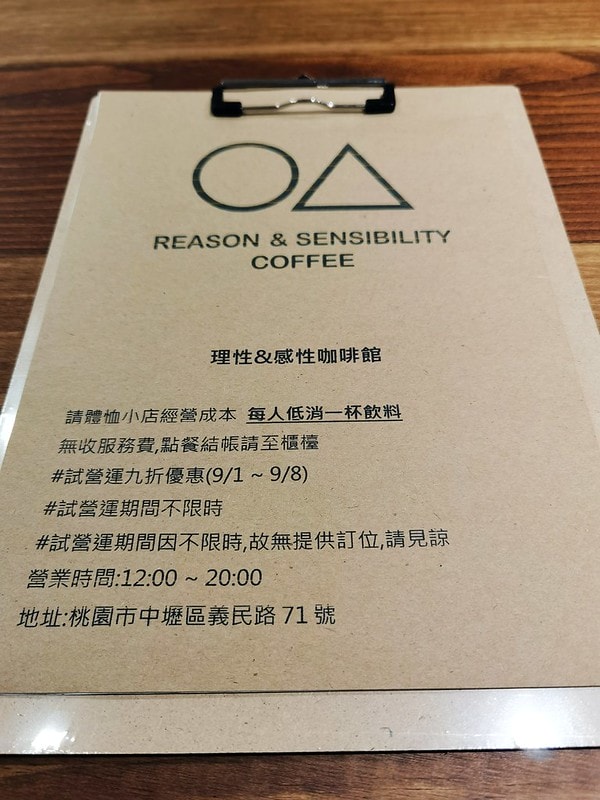 REASON & SENSIBILITY
COFFEE
理性&感性咖啡館
請體恤小店經營成本 每人低消一杯飲料
無收服務費,點餐結帳請至櫃檯
#試營運九折優惠(9/1 ~ 9/8)
#試營運期間不限時
#試營運期間因不限時,故無提供訂位,請見諒
營業時間:12:00 ~ 20:00
地址:桃園市中壢區義民路 71 號